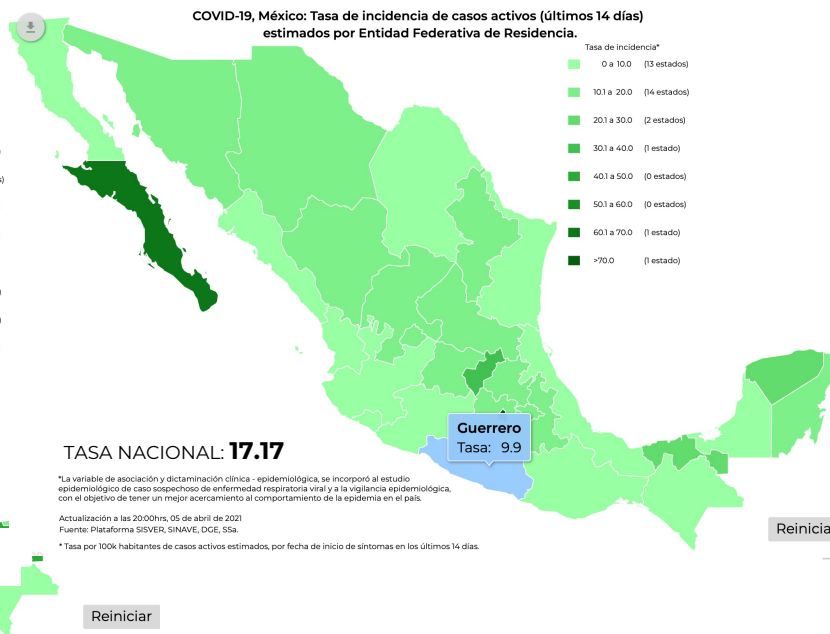 COVID-19, México: Tasa de incidencia de casos activos (últimos 14 días)
estimados por Entidad Federativa de Residencia.
Tasa de incidencia*
0 a 10.0 (13 estados)
10.1 a 20.0 (14 estados)
20.1 a 30.0 (2 estados)
30.1 a 40.0 (1 estado)
40.1 a 50.0 (0 estados)
50.1 a 60.0 (0 estados)
60.1 a 70.0 (1 estado)
>70.0 (1 estado)
Guerrero
Tasa: 9.9
TASA NACIONAL: 17.17
*La variable de asociación y dictaminación clínica - epidemiológica, se incorporó al estudio
epidemiológico de caso sospechoso de enfermedad respiratoria viral y a la vigilancia epidemiológica,
con el objetivo de tener un mejor acercamiento al comportamiento de la epidemia en el país.
Actualización a las 20:00hrs, 05 de abril de 2021
Fuente: Plataforma SISVER, SINAVE, DGE, SSa.
* Tasa por 100k habitantes de casos activos estimados, por fecha de inicio de síntomas en los últimos 14 días.
Reinicia
Reiniciar